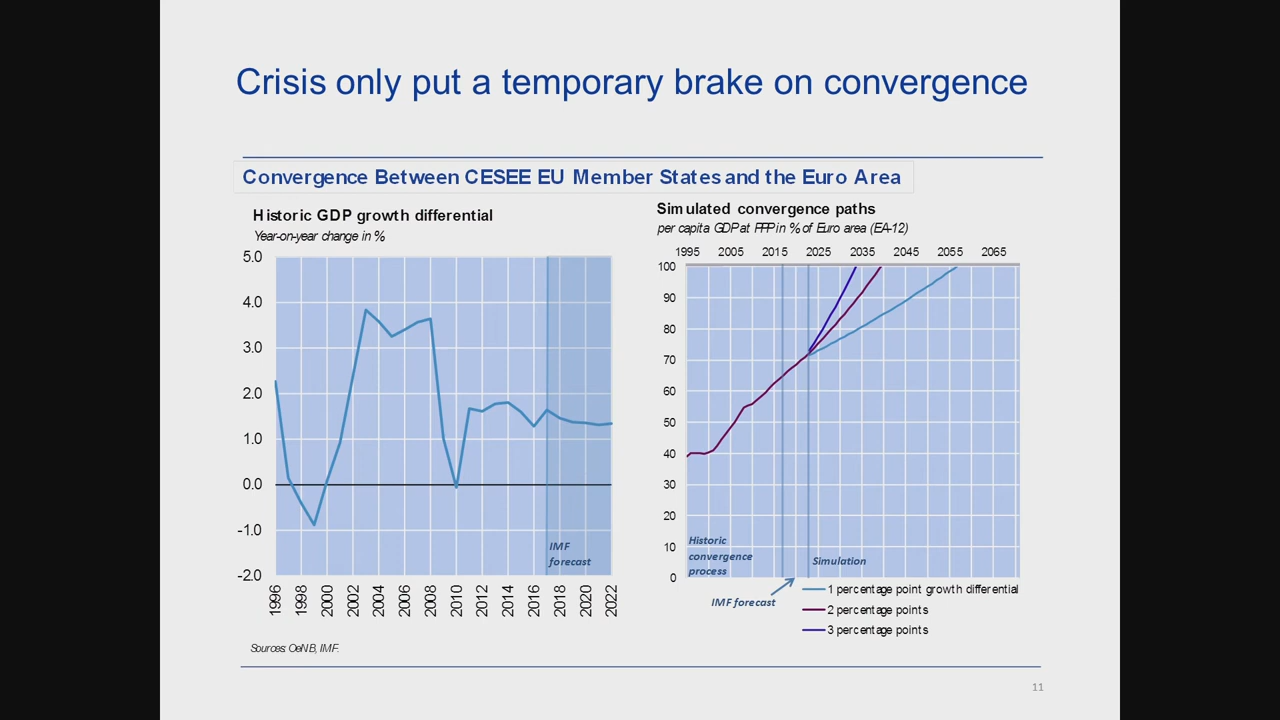 Crisis only put a temporary brake on convergence
Convergence Between CESEE EU Member States and the Euro Area
Historic GDP growth differential
Year-on-year change in %
5.0
4.0
3.0
2.0
1.0
0.0
-1.0
-2.0
IMF
forecast
1996 1998 2000 2002 2004 2006 2008 2010 2012 2014 2016 2018 2020 2022
Simulated convergence paths
per capita GDP at PPP in % of Euro area (EA-12)
1995 2005 2015 2025 2035 2045 2055 2065
100
90
80
70
60
50
40
30
20
10
0
Historic
convergence
process
Simulation
IMF forecast
1 percentage point growth differential
2 percentage points
3 percentage points
Sources: OeNB, IMF.
11